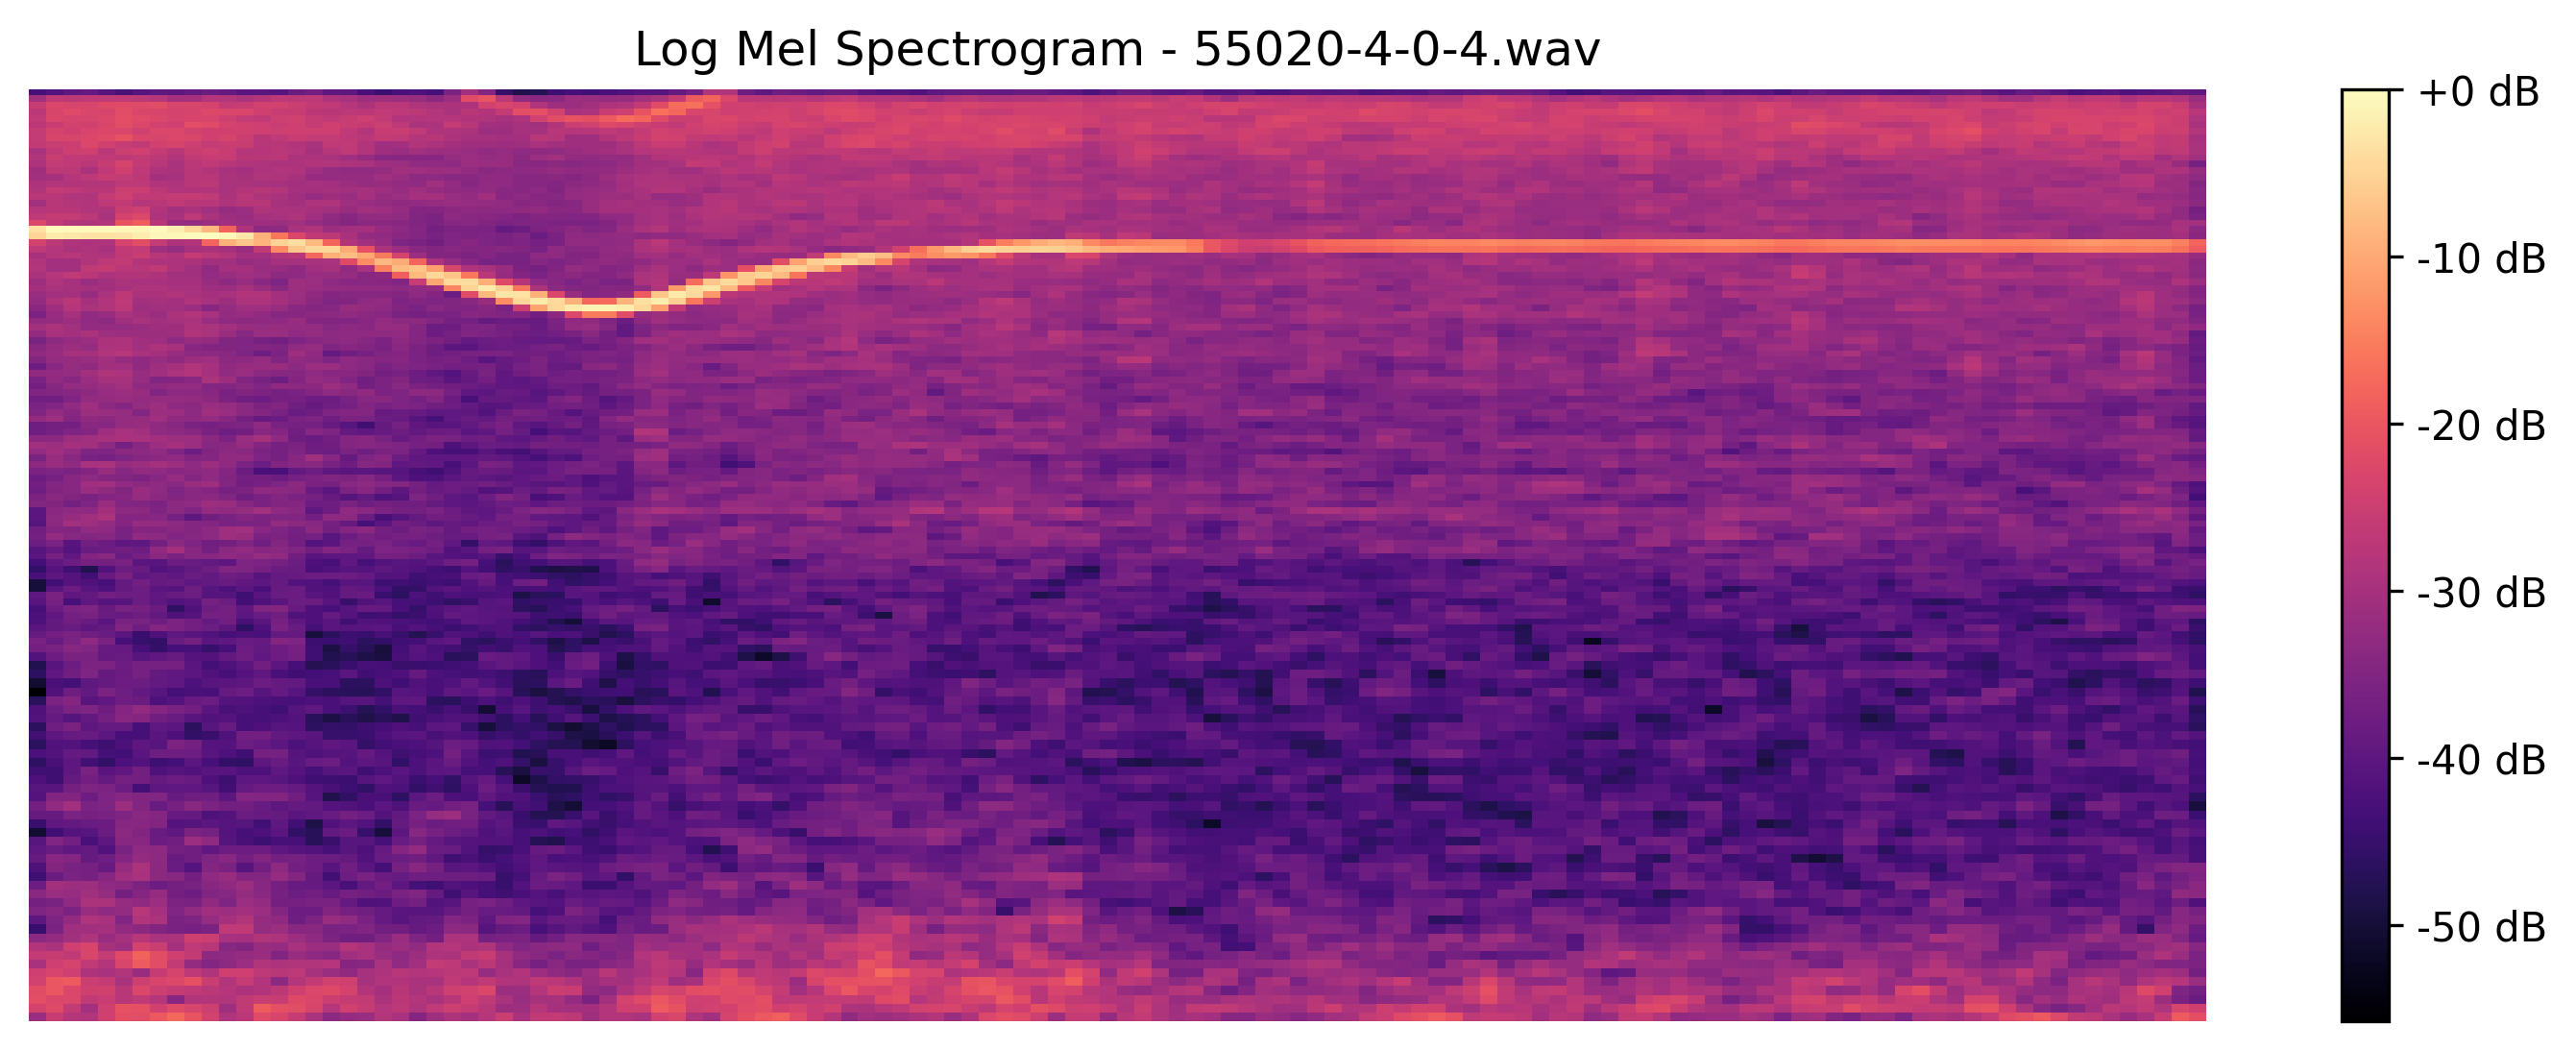 Log Mel Spectrogram - 55020-4-0-4.wav
+0 dB
-10 dB
-20 dB
-30 dB
-40 dB
-50 dB